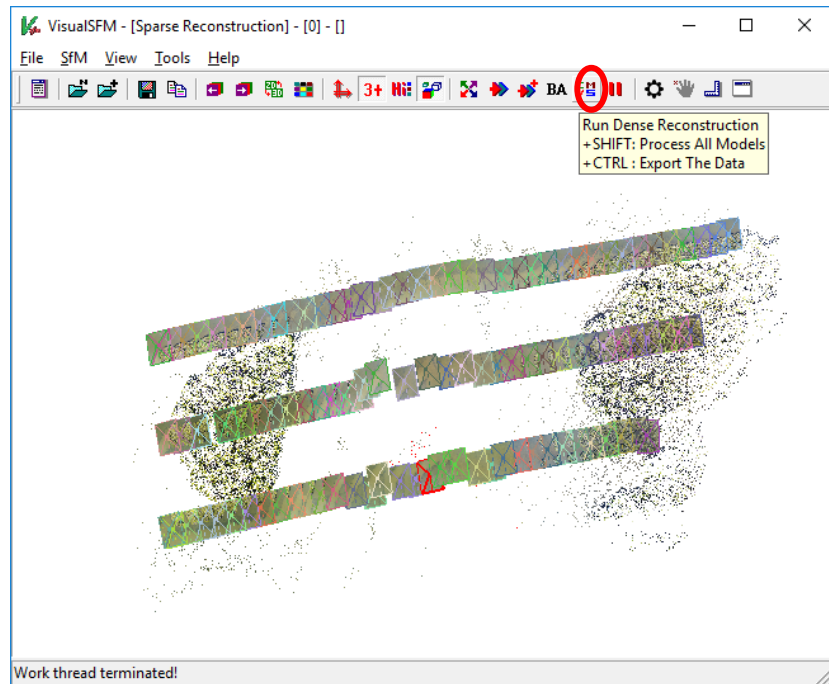 VisualSFM - [Sparse Reconstruction] - [0] - []
File SfM View Tools Help
3+ BA
Run Dense Reconstruction
+SHIFT: Process All Models
+CTRL : Export The Data
Work thread terminated!